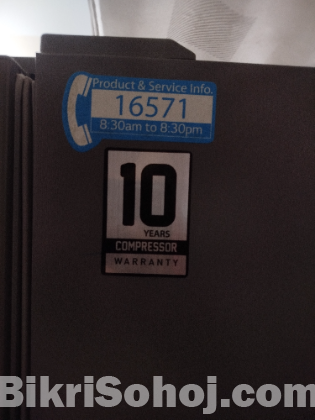 Product & Service Info.
16571
8:30am to 8:30pm
10
YEARS
COMPRESSOR
WARRANTY
BikriSohoj.com